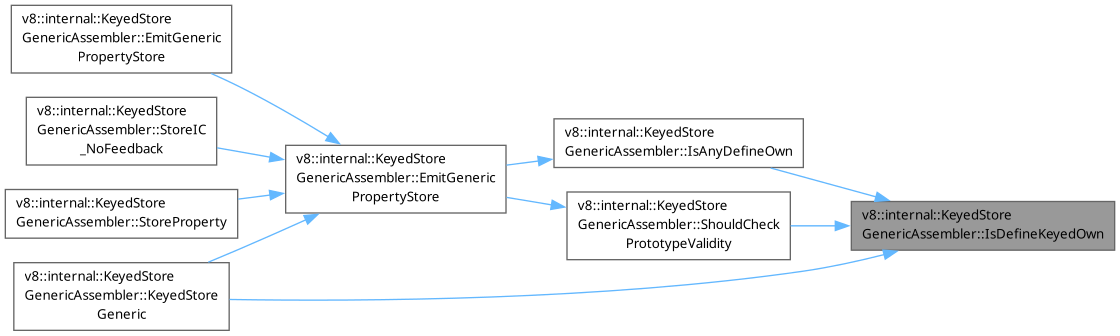 v8::internal::KeyedStore
GenericAssembler::EmitGeneric
PropertyStore
v8::internal::KeyedStore
GenericAssembler::StoreIC
_NoFeedback
v8::internal::KeyedStore
GenericAssembler::StoreProperty
v8::internal::KeyedStore
GenericAssembler::KeyedStore
Generic
v8::internal::KeyedStore
GenericAssembler::EmitGeneric
PropertyStore
v8::internal::KeyedStore
GenericAssembler::IsAnyDefineOwn
v8::internal::KeyedStore
GenericAssembler::ShouldCheck
PrototypeValidity
v8::internal::KeyedStore
GenericAssembler::IsDefineKeyedOwn